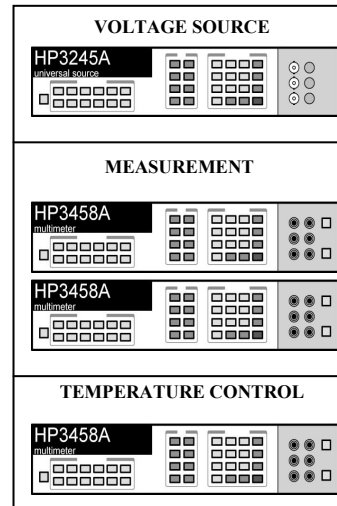 VOLTAGE SOURCE
HP3245A
universal source
MEASUREMENT
HP3458A
multimeter
HP3458A
multimeter
TEMPERATURE CONTROL
HP3458A
multimeter